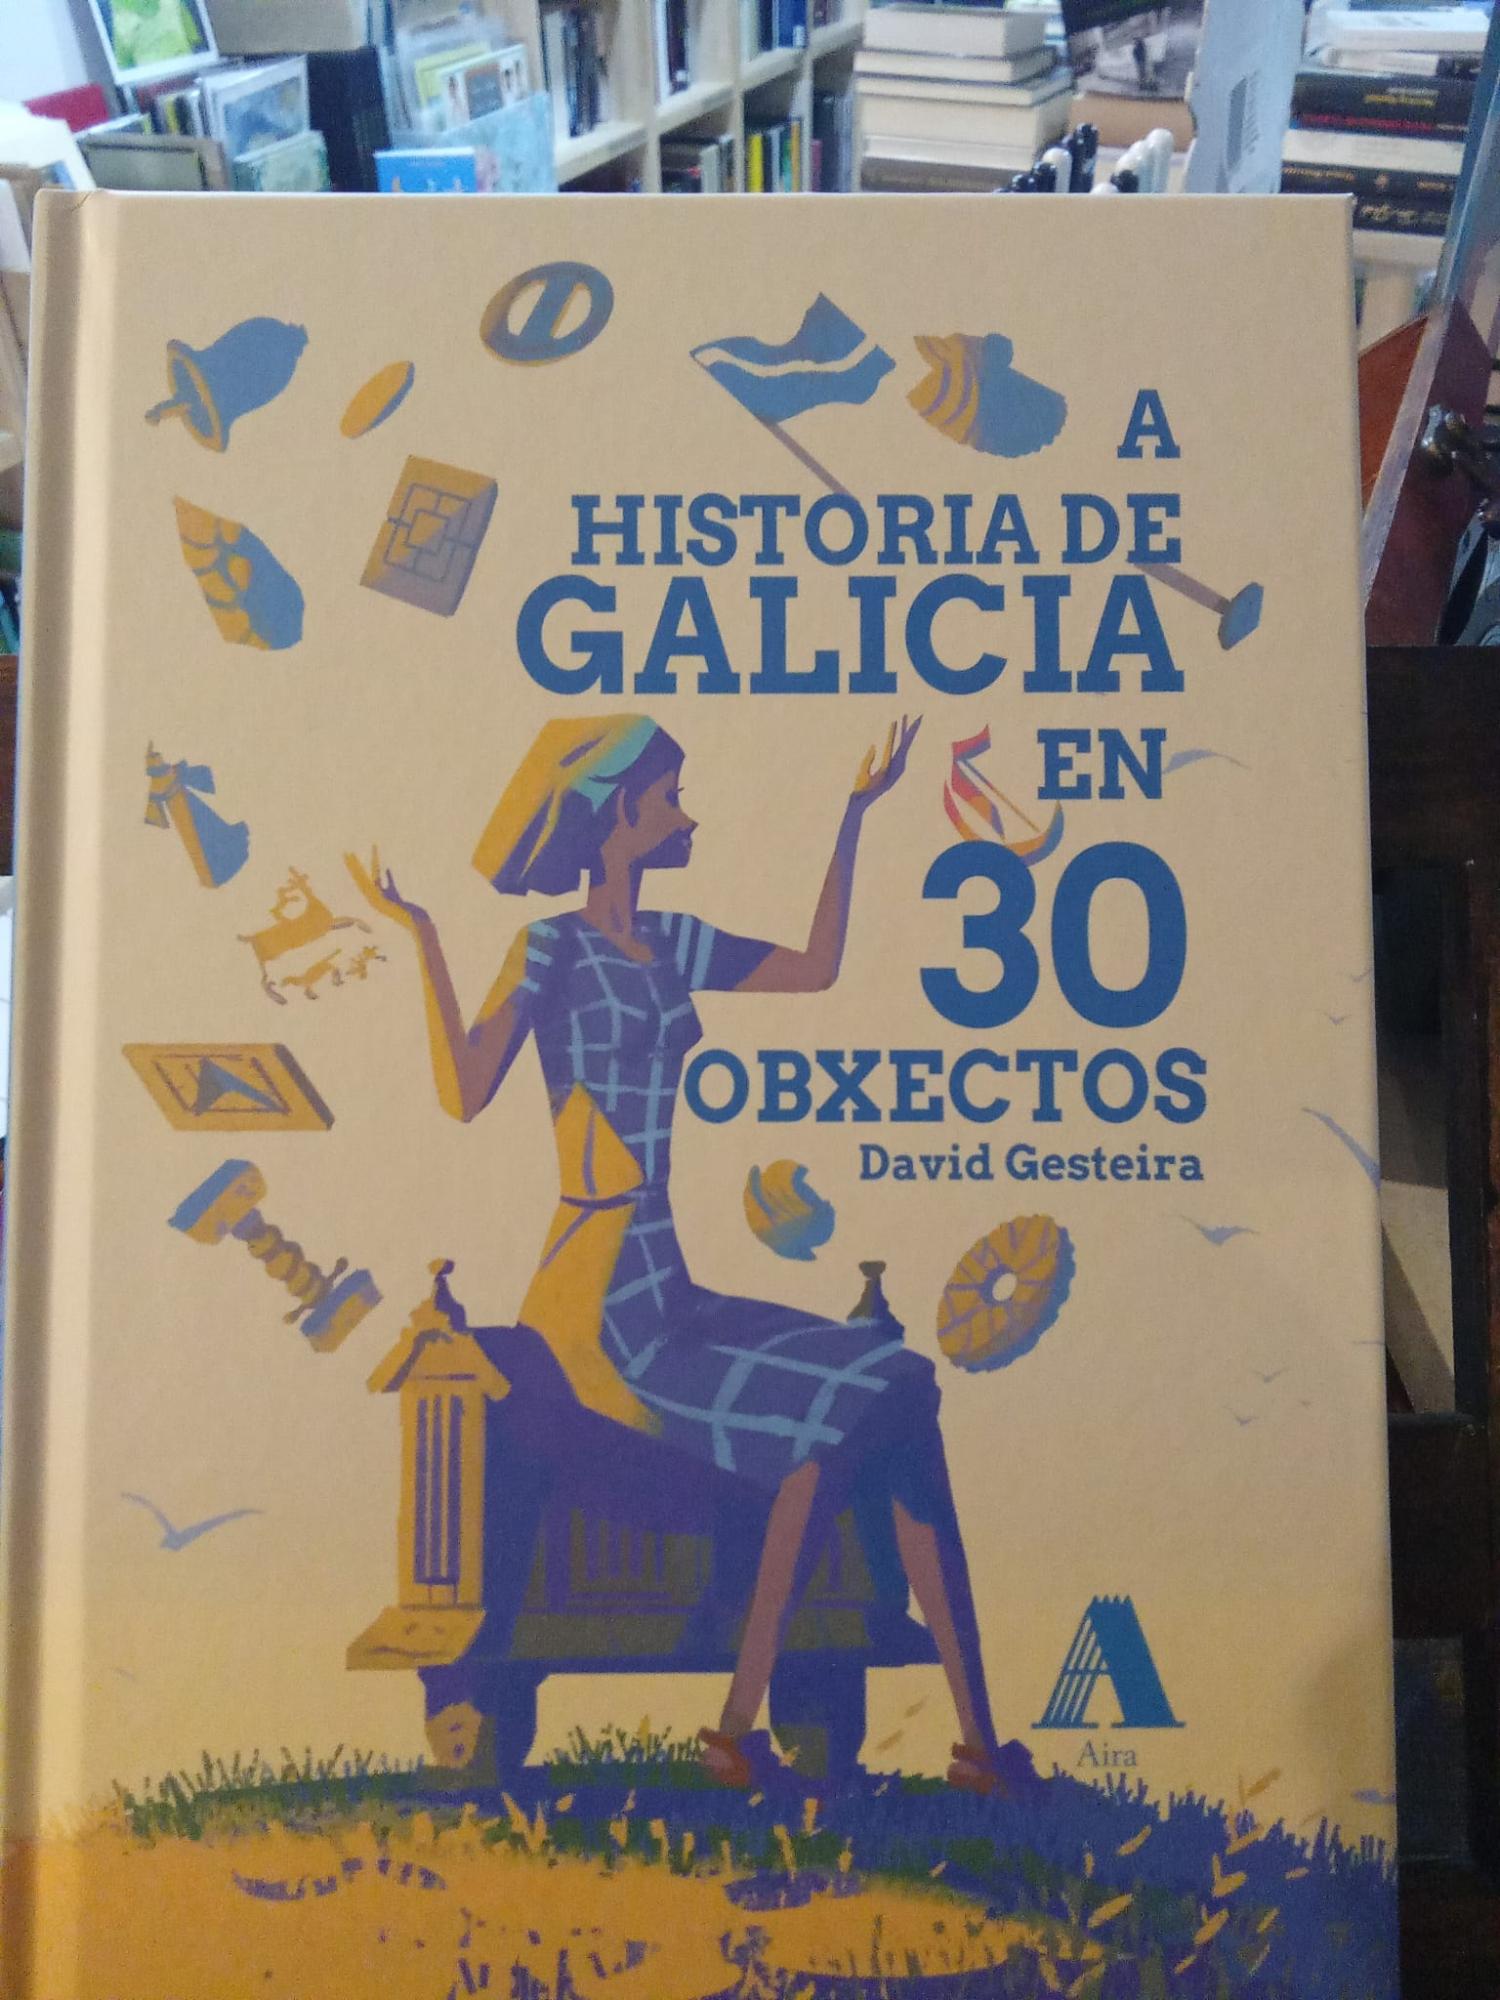 A
HISTORIA DE
GALICIA
EN
30
OBXECTOS
David Gesteira
Aira